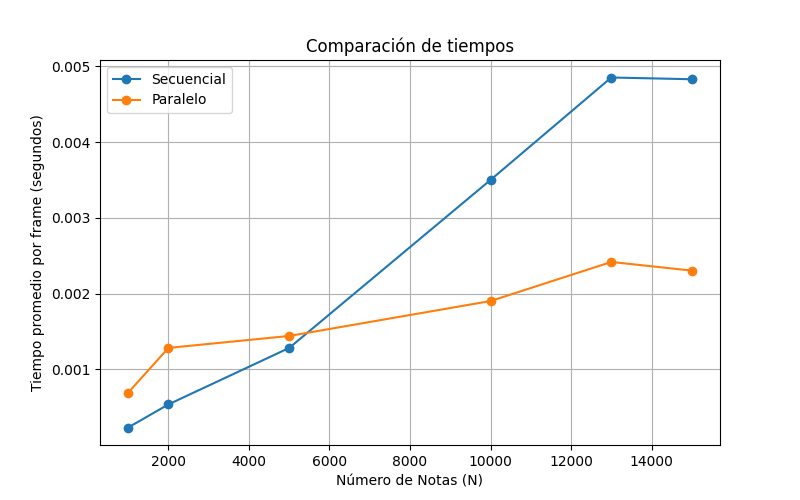 Comparación de tiempos
Secuencial
Paralelo
Tiempo promedio por frame (segundos)
0.005
0.004
0.003
0.002
0.001
2000 4000 6000 8000 10000 12000 14000
Número de Notas (N)